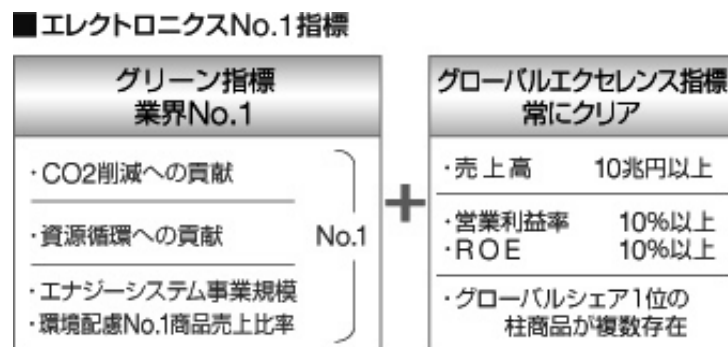 ■エレクトロニクスNo.1指標
グリーン指標
業界No.1
・CO2削減への貢献
・資源循環への貢献
No.1
・エナジーシステム事業規模
・環境配慮No.1商品売上比率
+
グローバルエクセレンス指標
常にクリア
・売上高 10兆円以上
・営業利益率 10%以上
・ROE 10%以上
・グローバルシェア1位の
柱商品が複数存在